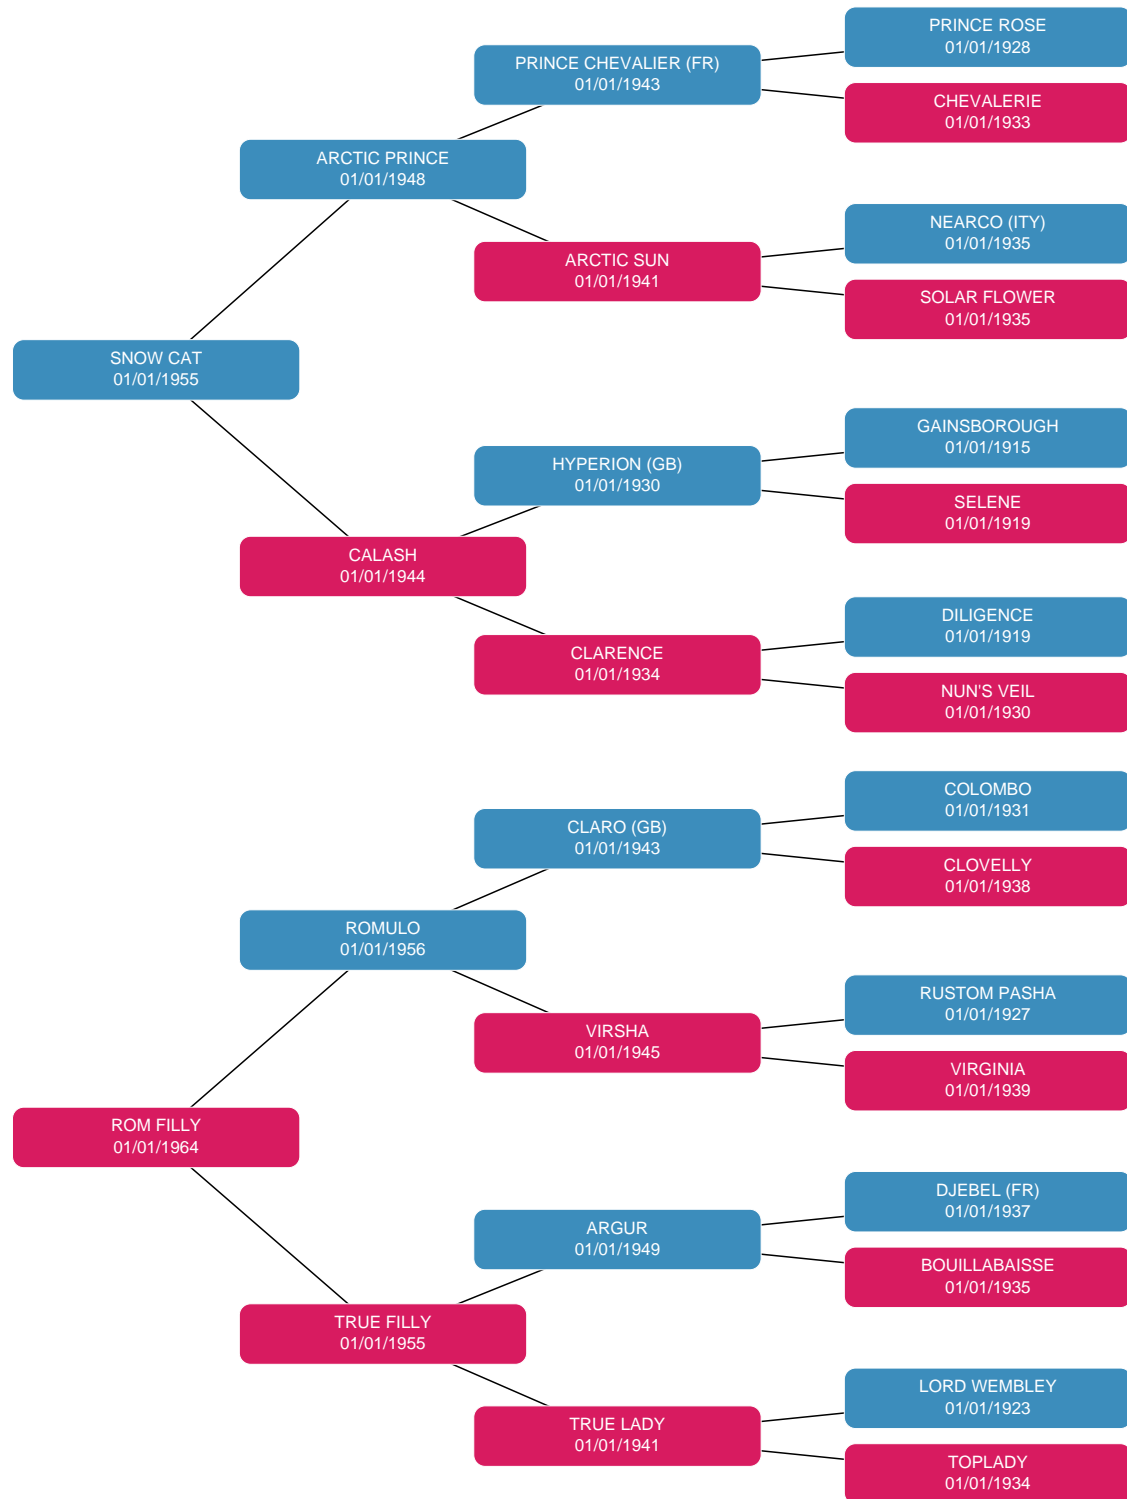 PRINCE ROSE
01/01/1928
PRINCE CHEVALIER (FR)
01/01/1943
CHEVALERIE
01/01/1933
ARCTIC PRINCE
01/01/1948
NEARCO (ITY)
01/01/1935
ARCTIC SUN
01/01/1941
SOLAR FLOWER
01/01/1935
SNOW CAT
01/01/1955
GAINSBOROUGH
01/01/1915
HYPERION (GB)
01/01/1930
SELENE
01/01/1919
CALASH
01/01/1944
DILIGENCE
01/01/1919
CLARENCE
01/01/1934
NUN'S VEIL
01/01/1930
COLOMBO
01/01/1931
CLARO (GB)
01/01/1943
CLOVELLY
01/01/1938
ROMULO
01/01/1956
RUSTOM PASHA
01/01/1927
VIRSHA
01/01/1945
VIRGINIA
01/01/1939
ROM FILLY
01/01/1964
DJEBEL (FR)
01/01/1937
ARGUR
01/01/1949
BOUILLABAISSE
01/01/1935
TRUE FILLY
01/01/1955
LORD WEMBLEY
01/01/1923
TRUE LADY
01/01/1941
TOPLADY
01/01/1934